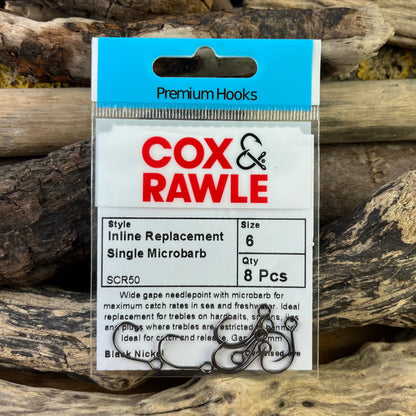 Premium Hooks
COX &
RAWLE
Style
Inline Replacement
Single Microbarb
SCR50
Size
6
Qty
8 Pcs
Wide gape needlepoint with microbarb for
maximum catch rates in sea and freshwater. Ideal
replacement for trebles on hardbaits,
and plugs where trebles are restricted
for catch and release.
Black Nickel